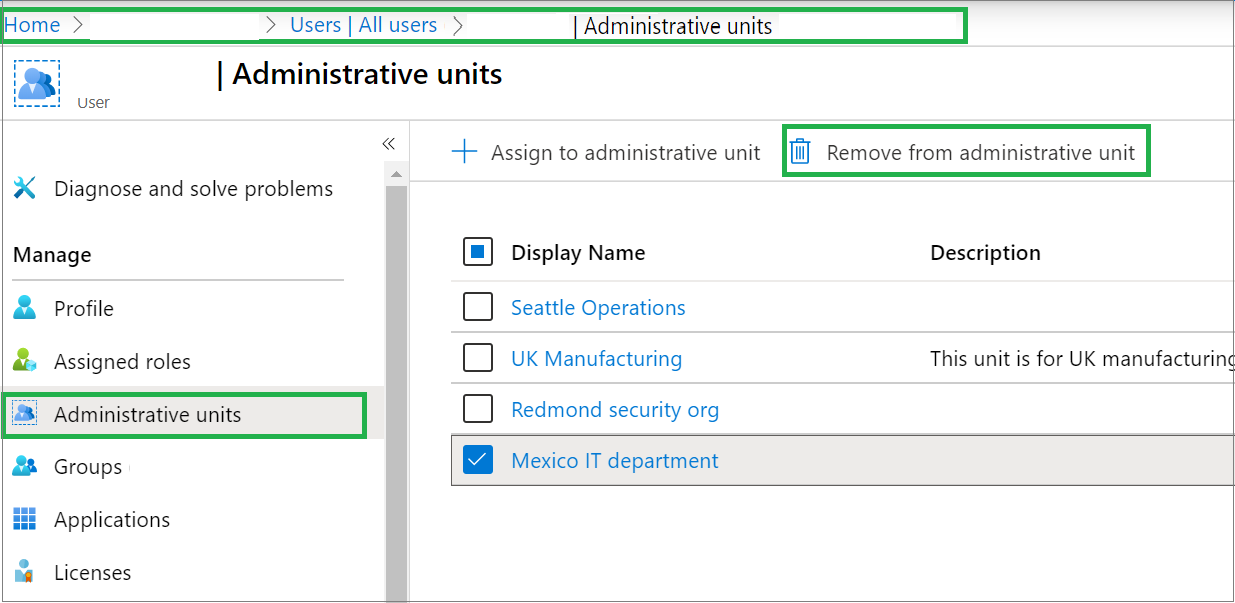 Home > > Users | All users > | Administrative units
| Administrative units
User
«
Diagnose and solve problems
Manage
Profile
Assigned roles
Administrative units
Groups
Applications
Licenses
+ Assign to administrative unit Remove from administrative unit
Display Name Description
Seattle Operations
UK Manufacturing This unit is for UK manufacturing
Redmond security org
Mexico IT department